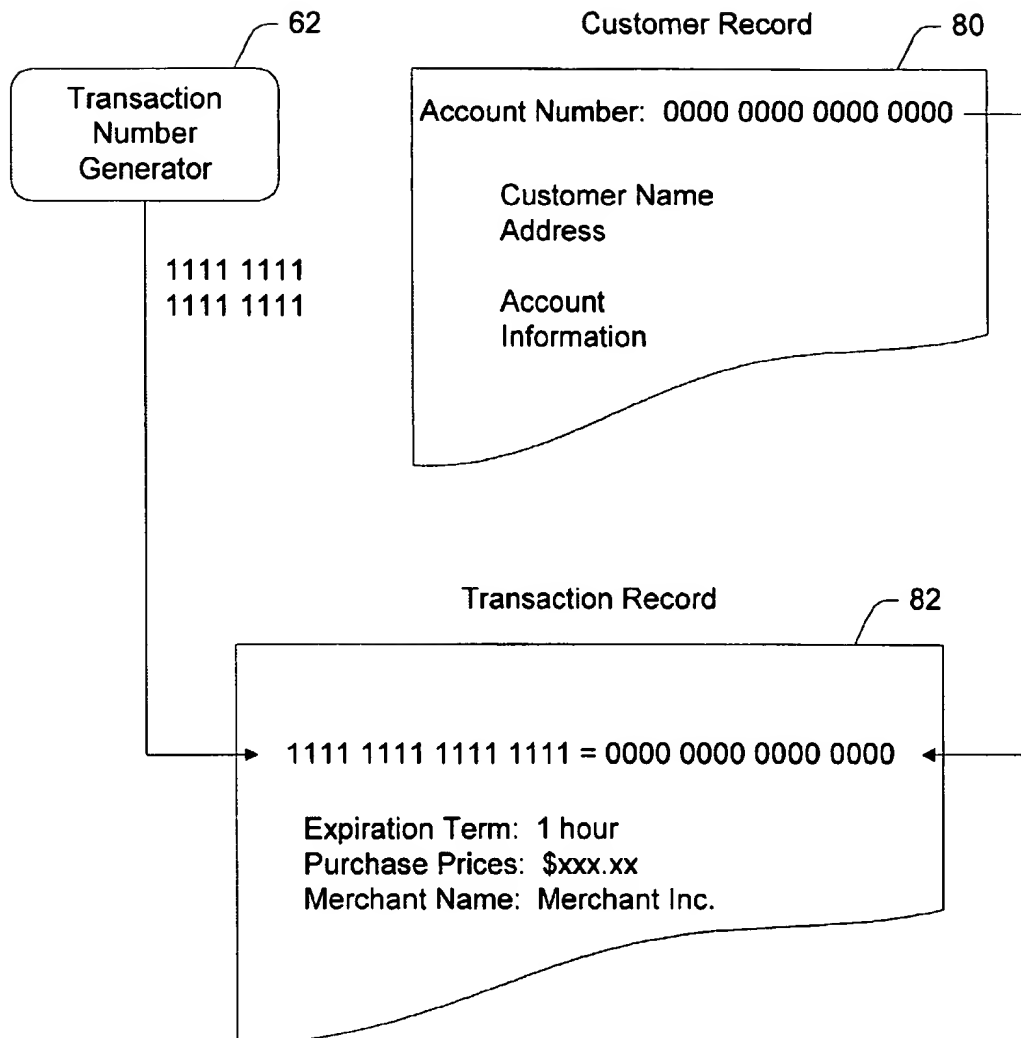 62
Transaction
Number
Generator
1111 1111
1111 1111
Customer Record
80
Account Number: 0000 0000 0000 0000
Customer Name
Address
Account
Information
Transaction Record
82
1111 1111 1111 1111 = 0000 0000 0000 0000
Expiration Term: 1 hour
Purchase Prices: $xxx.xx
Merchant Name: Merchant Inc.